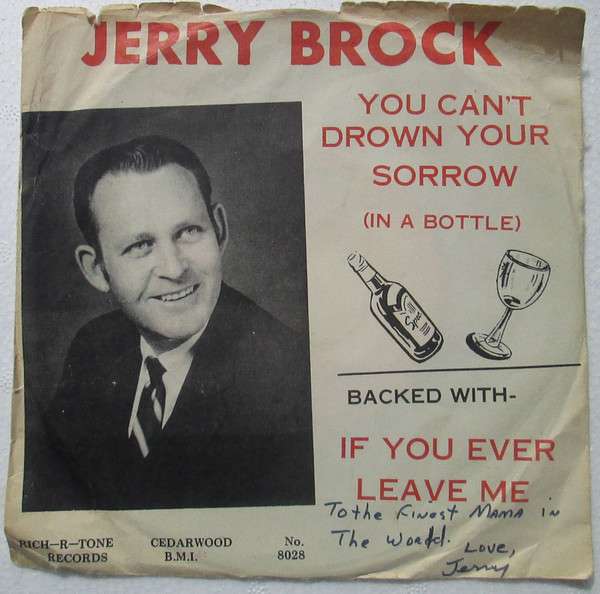 JERRY BROCK
YOU CAN'T
DROWN YOUR
SORROW
(IN A BOTTLE)
BACKED WITH-
IF YOU EVER
LEAVE ME
To the Finest Mama in
The World.
Love,
Jerry
RICH-R-TONE
RECORDS
CEDARWOOD
B.M.I.
No.
8028